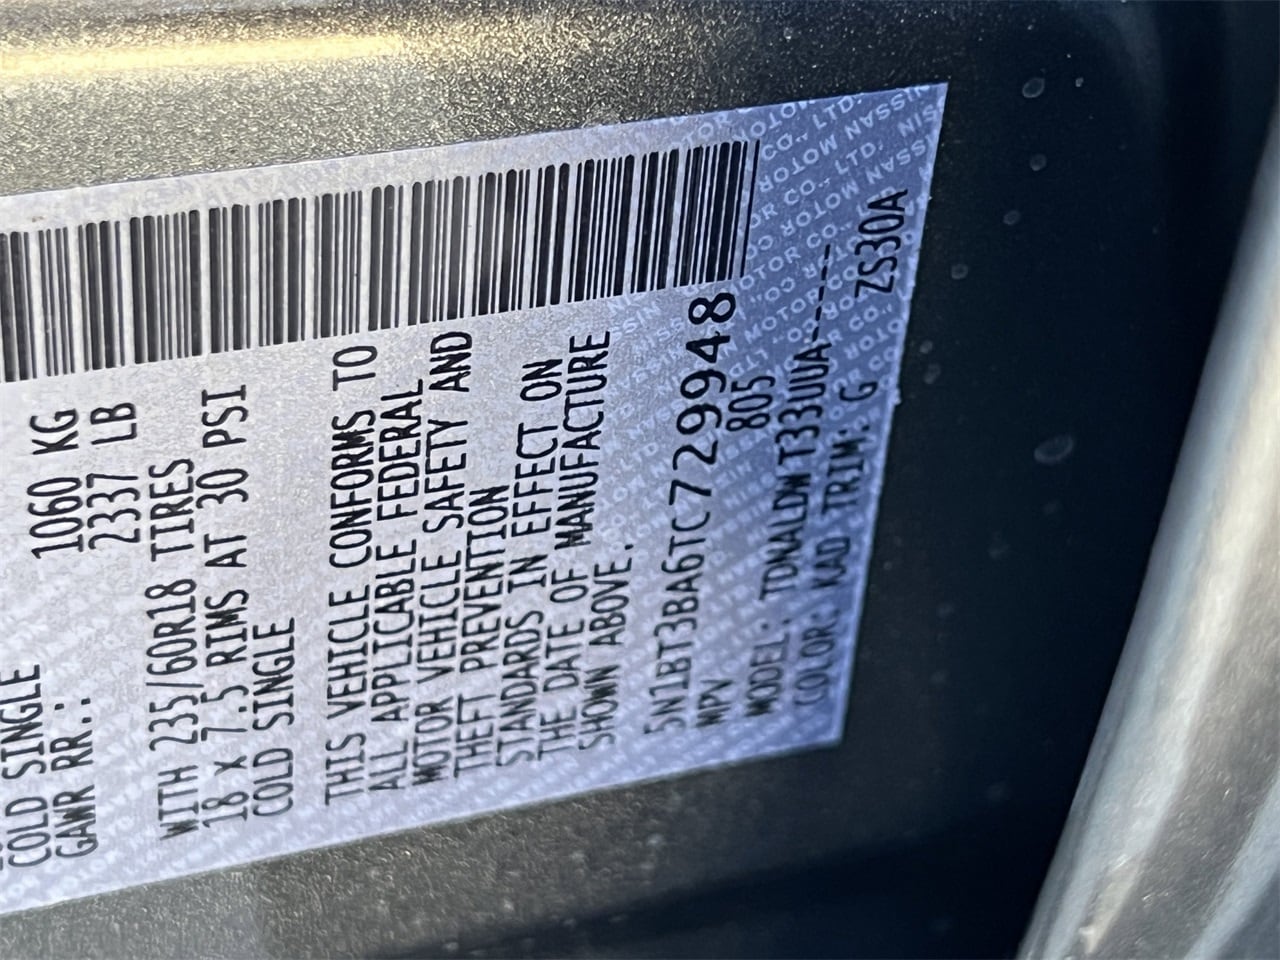 COLD SINGLE
GAWR RR.: 1060 KG
2337 LB
WITH 235/60R18 TIRES
18 x 7.5 RIMS AT 30 PSI
COLD SINGLE
THIS VEHICLE CONFORMS TO
ALL APPLICABLE FEDERAL
MOTOR VEHICLE SAFETY AND
THEFT PREVENTION
STANDARDS IN EFFECT ON
THE DATE OF MANUFACTURE
SHOWN ABOVE.
5N1BT3BA6TC729948
MPV 805
MODEL: TDNALDW T33UUA-----
COLOR: KAD TRIM: G ZS30A